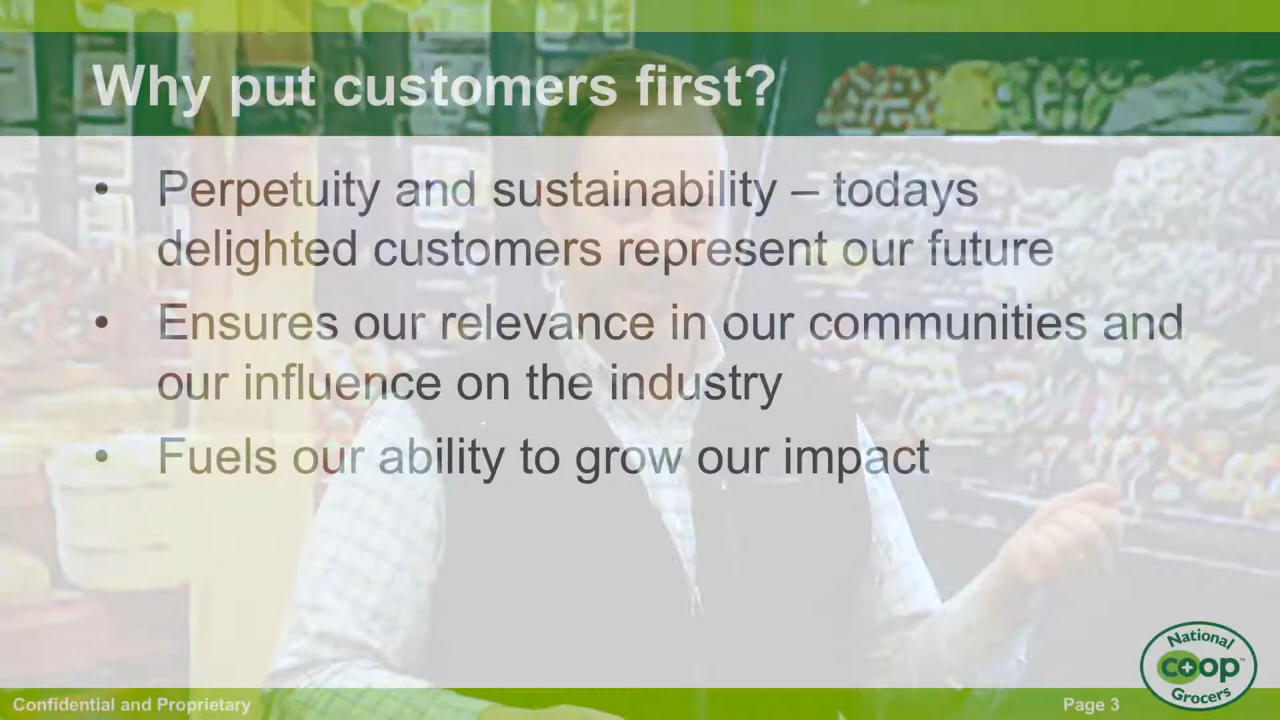 Why put customers first?
• Perpetuity and sustainability – todays
delighted customers represent our future
• Ensures our relevance in our communities and
our influence on the industry
• Fuels our ability to grow our impact
National
co+op™
Grocers
Confidential and Proprietary
Page 3